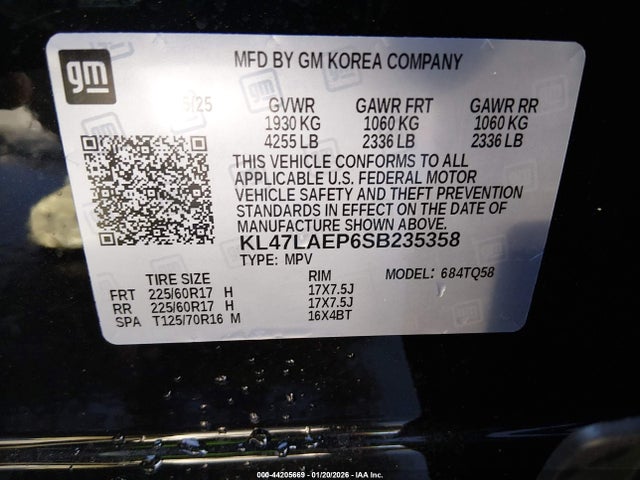 gm
MFD BY GM KOREA COMPANY
/25 GVWR GAWR FRT GAWR RR
1930 KG 1060 KG 1060 KG
4255 LB 2336 LB 2336 LB
THIS VEHICLE CONFORMS TO ALL
APPLICABLE U.S. FEDERAL MOTOR
VEHICLE SAFETY AND THEFT PREVENTION
STANDARDS IN EFFECT ON THE DATE OF
MANUFACTURE SHOWN ABOVE.
KL47LAEP6SB235358
TYPE: MPV
TIRE SIZE RIM MODEL: 684TQ58
FRT 225/60R17 H 17X7.5J
RR 225/60R17 H 17X7.5J
SPA T125/70R16 M 16X4BT
000-44205669 - 01/20/2026 - IAA Inc.